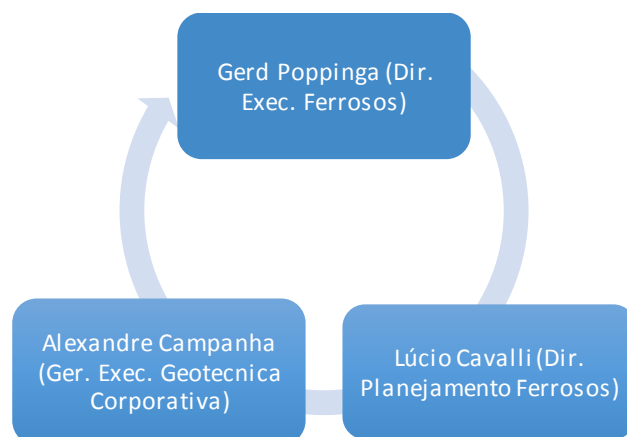 Gerd Poppinga (Dir.
Exec. Ferrosos)
Alexandre Campanha
(Ger. Exec. Geotecnica
Corporativa)
Lúcio Cavalli (Dir.
Planejamento Ferrosos)